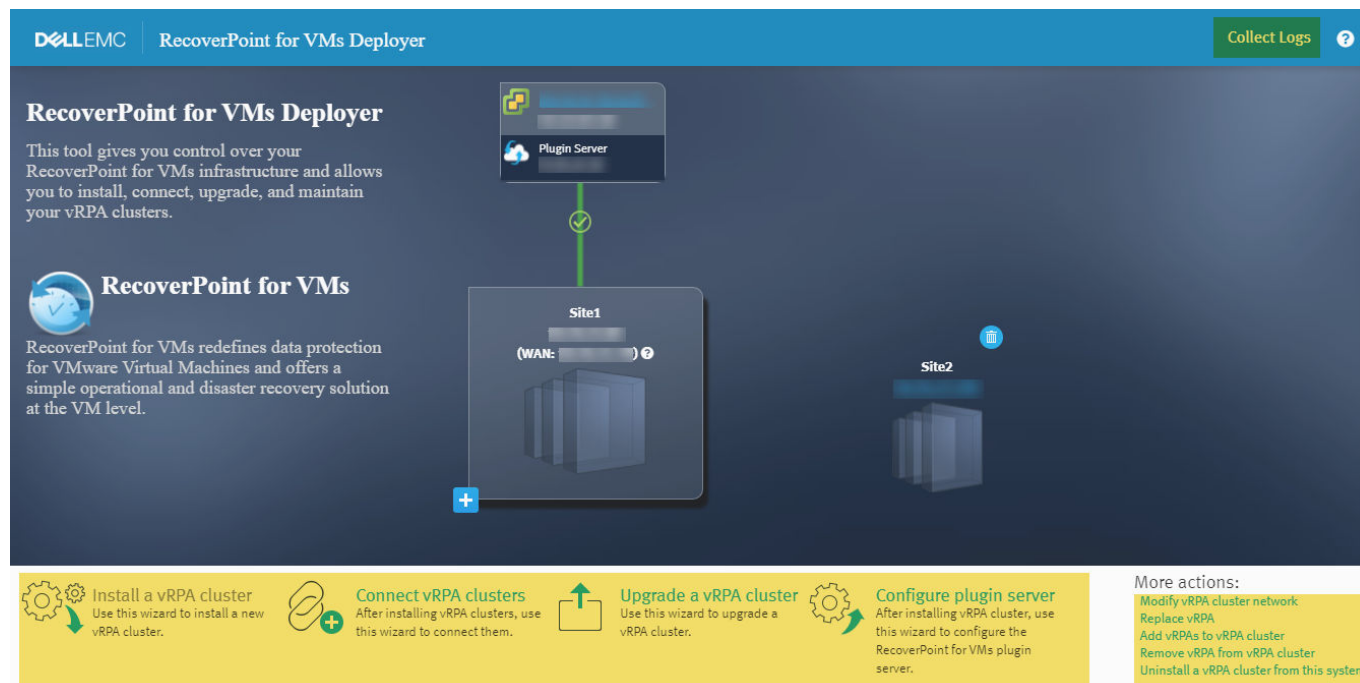 DELLEMC
RecoverPoint for VMs Deployer
Collect Logs
?
RecoverPoint for VMs Deployer
This tool gives you control over your
RecoverPoint for VMs infrastructure and allows
you to install, connect, upgrade, and maintain
your vRPA clusters.
RecoverPoint for VMs
RecoverPoint for VMs redefines data protection
for VMware Virtual Machines and offers a
simple operational and disaster recovery solution
at the VM level.
Plugin Server
Site1
(WAN: ) ?
Site2
Install a vRPA cluster
Use this wizard to install a new
vRPA cluster.
Connect vRPA clusters
After installing vRPA clusters, use
this wizard to connect them.
Upgrade a vRPA cluster
Use this wizard to upgrade a
vRPA cluster.
Configure plugin server
After installing vRPA cluster, use
this wizard to configure the
RecoverPoint for VMs plugin
server.
More actions:
Modify vRPA cluster network
Replace vRPA
Add vRPAs to vRPA cluster
Remove vRPA from vRPA cluster
Uninstall a vRPA cluster from this system